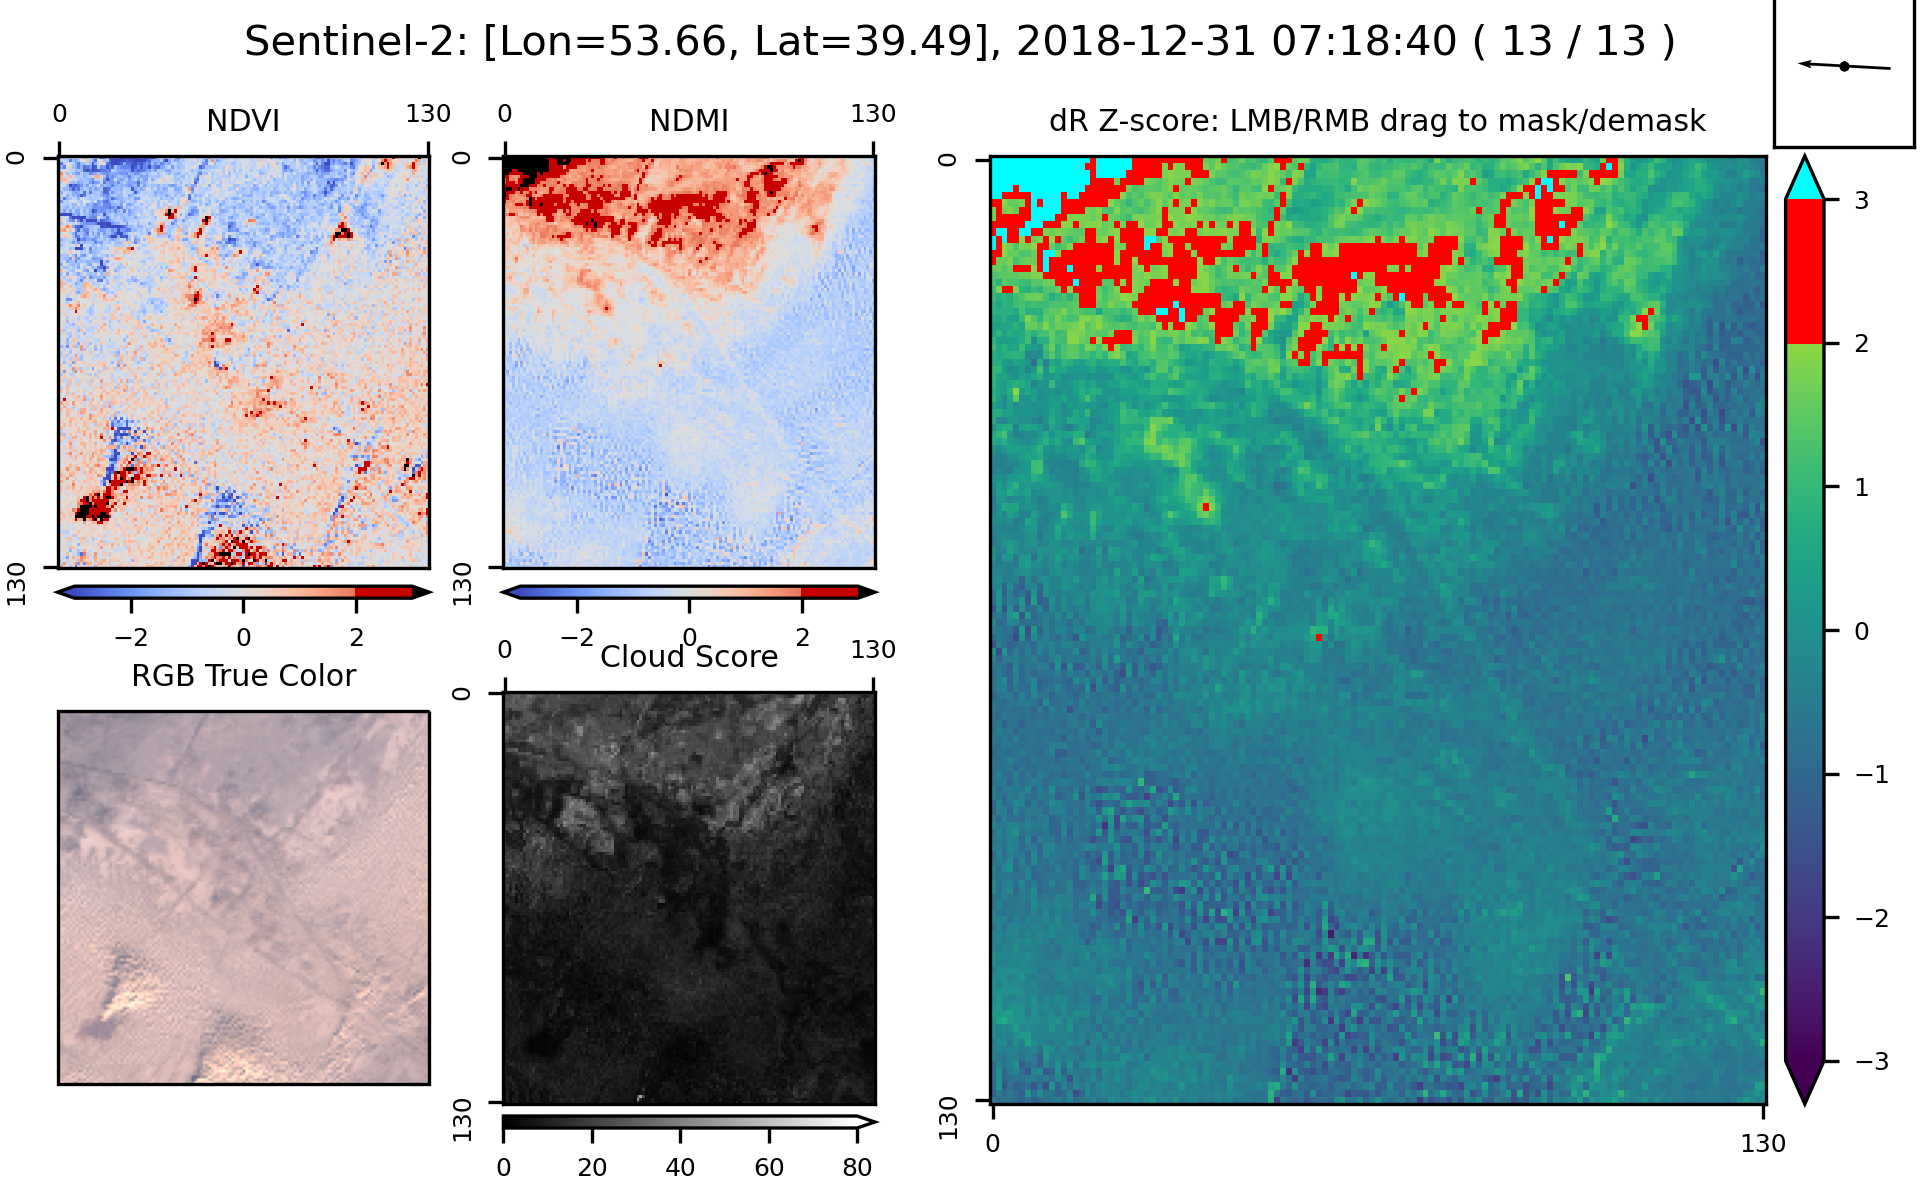 Sentinel-2: [Lon=53.66, Lat=39.49], 2018-12-31 07:18:40 ( 13 / 13 )
0 NDVI 130
0
130
−2 0 2
0 NDMI 130
0
130
−2 0 2
dR Z-score: LMB/RMB drag to mask/demask
0
130
0 130
3
2
1
0
−1
−2
−3
RGB True Color
0 Cloud Score 130
0
130
0 20 40 60 80